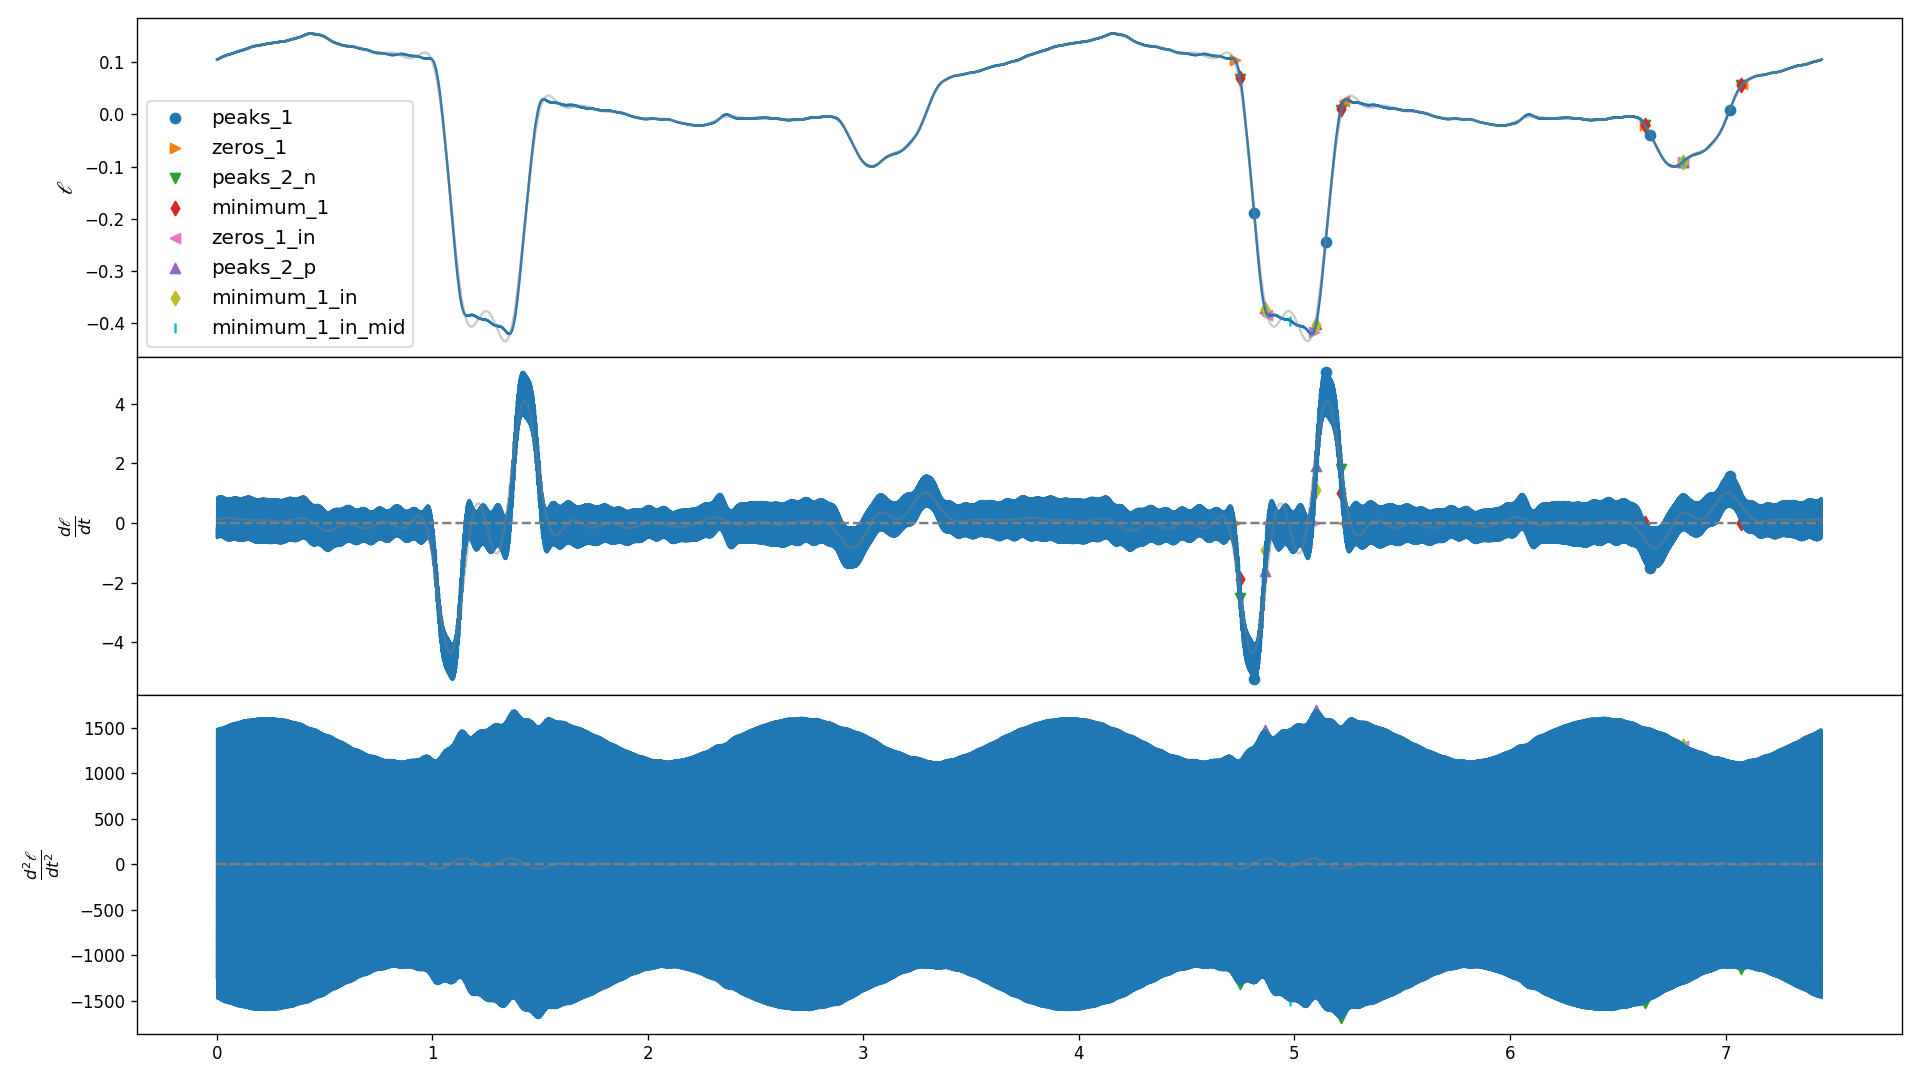 0.1
0.0
−0.1
−0.2
−0.3
−0.4
ℓ
peaks_1
zeros_1
peaks_2_n
minimum_1
zeros_1_in
peaks_2_p
minimum_1_in
minimum_1_in_mid
4
2
0
−2
−4
dℓ
dt
1500
1000
500
0
−500
−1000
−1500
d²ℓ
dt²
0 1 2 3 4 5 6 7